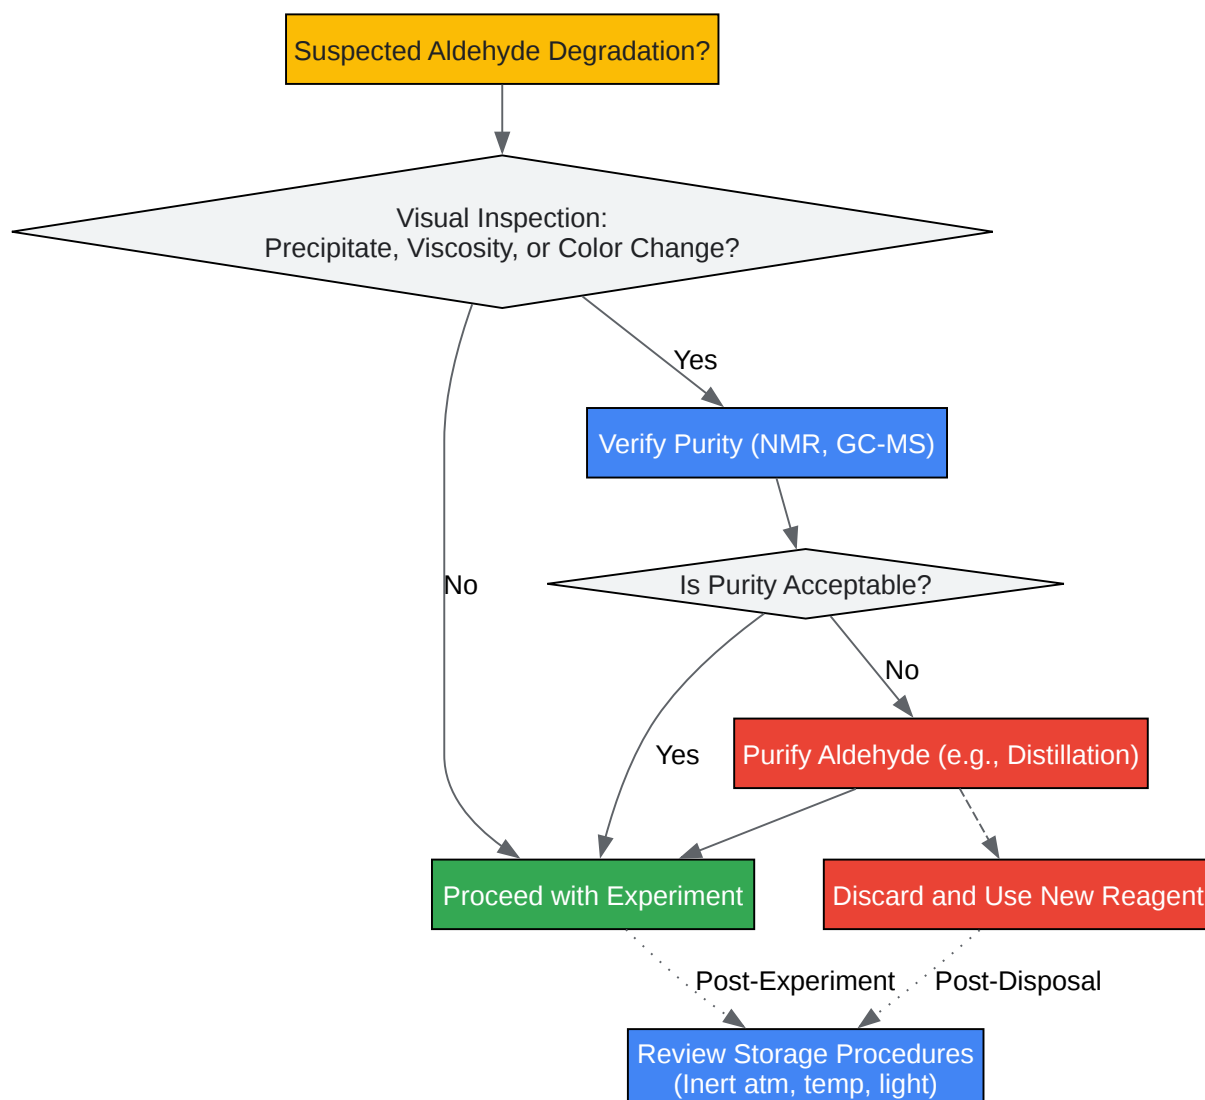 Suspected Aldehyde Degradation?
Visual Inspection:
Precipitate, Viscosity, or Color Change?
Yes
Verify Purity (NMR, GC-MS)
No
Is Purity Acceptable?
No
Yes
Purify Aldehyde (e.g., Distillation)
Proceed with Experiment
Discard and Use New Reagent
Post-Experiment
Post-Disposal
Review Storage Procedures
(Inert atm, temp, light)